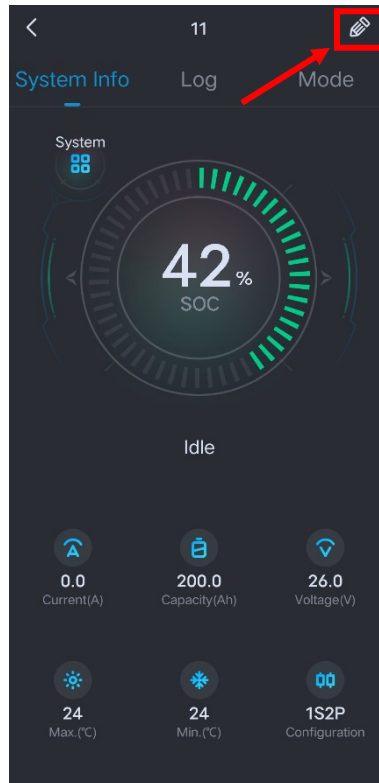 11
System Info Log Mode
System
42%
SOC
Idle
0.0 200.0 26.0
Current(A) Capacity(Ah) Voltage(V)
24 24 1S2P
Max.(℃) Min.(℃) Configuration